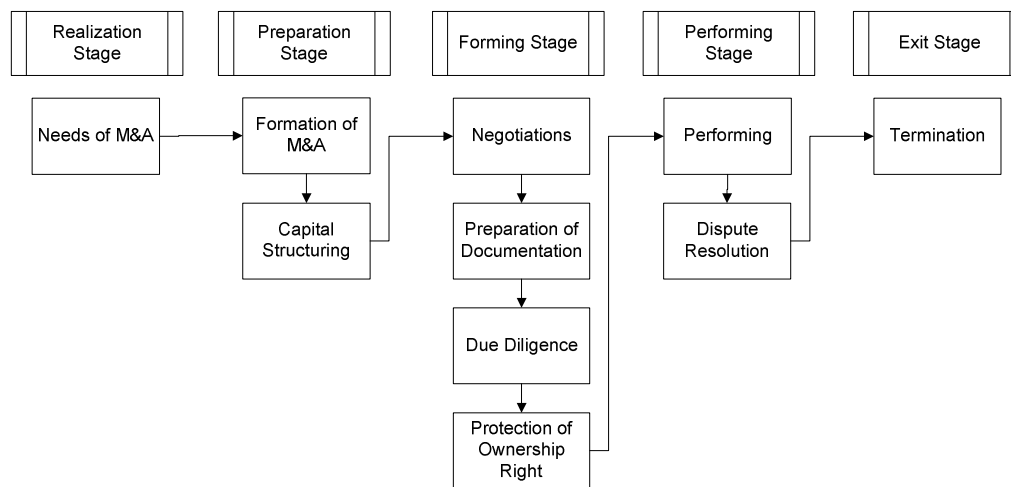 Realization
Stage
Preparation
Stage
Forming Stage
Performing
Stage
Exit Stage
Needs of M&A
Formation of
M&A
Capital
Structuring
Negotiations
Preparation of
Documentation
Due Diligence
Protection of
Ownership
Right
Performing
Dispute
Resolution
Termination